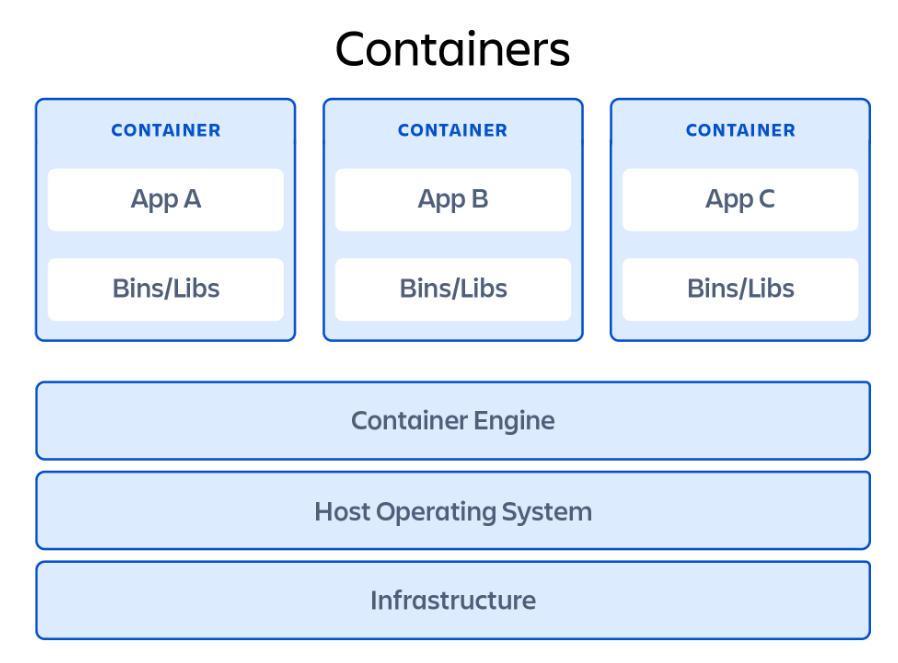 Containers
CONTAINER
App A
Bins/Libs
CONTAINER
App B
Bins/Libs
CONTAINER
App C
Bins/Libs
Container Engine
Host Operating System
Infrastructure